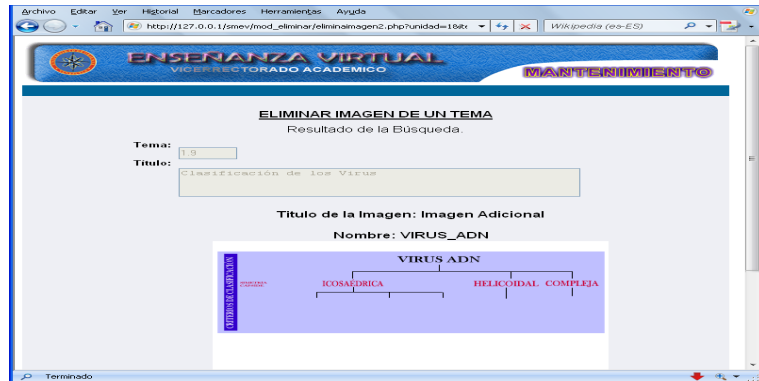 Archivo Editar Ver Historial Marcadores Herramientas Ayuda
http://127.0.0.1/smev/mod_eliminar/eliminaimagen2.php?unidad=1&
Wikipedia (es-ES)
ENSEÑANZA VIRTUAL
VICERRECTORADO ACADEMICO
MANTENIMIENTO
ELIMINAR IMAGEN DE UN TEMA
Resultado de la Búsqueda.
Tema:
1.9
Titulo:
Clasificación de los Virus
Titulo de la Imagen: Imagen Adicional
Nombre: VIRUS_ADN
VIRUS ADN
CRITERIOS DE CLASIFICACION
ICOSAÉDRICA HELICOIDAL COMPLEJA
Terminado